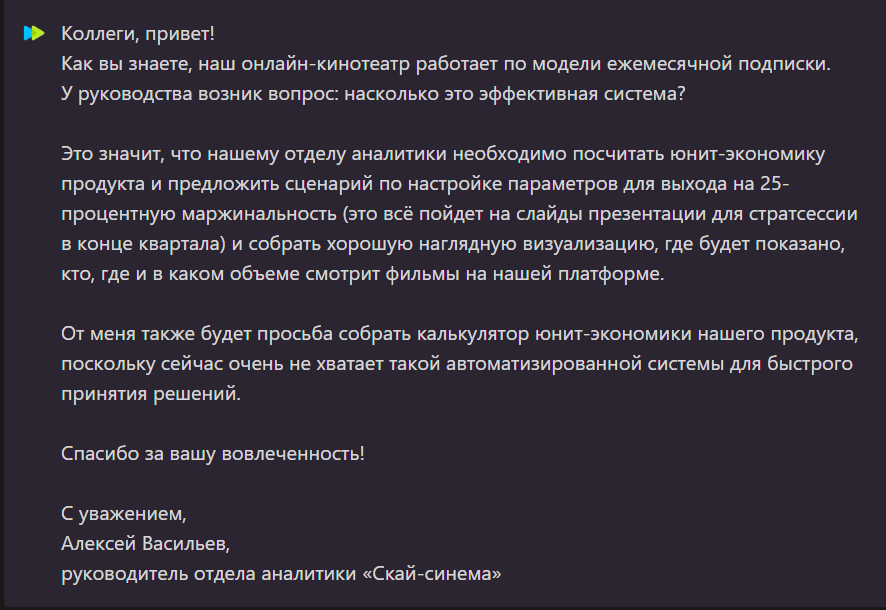 Коллеги, привет!
Как вы знаете, наш онлайн-кинотеатр работает по модели ежемесячной подписки.
У руководства возник вопрос: насколько это эффективная система?
Это значит, что нашему отделу аналитики необходимо посчитать юнит-экономику
продукта и предложить сценарий по настройке параметров для выхода на 25-
процентную маржинальность (это всё пойдет на слайды презентации для стратсессии
в конце квартала) и собрать хорошую наглядную визуализацию, где будет показано,
кто, где и в каком объеме смотрит фильмы на нашей платформе.
От меня также будет просьба собрать калькулятор юнит-экономики нашего продукта,
поскольку сейчас очень не хватает такой автоматизированной системы для быстрого
принятия решений.
Спасибо за вашу вовлеченность!
С уважением,
Алексей Васильев,
руководитель отдела аналитики «Скай-синема»